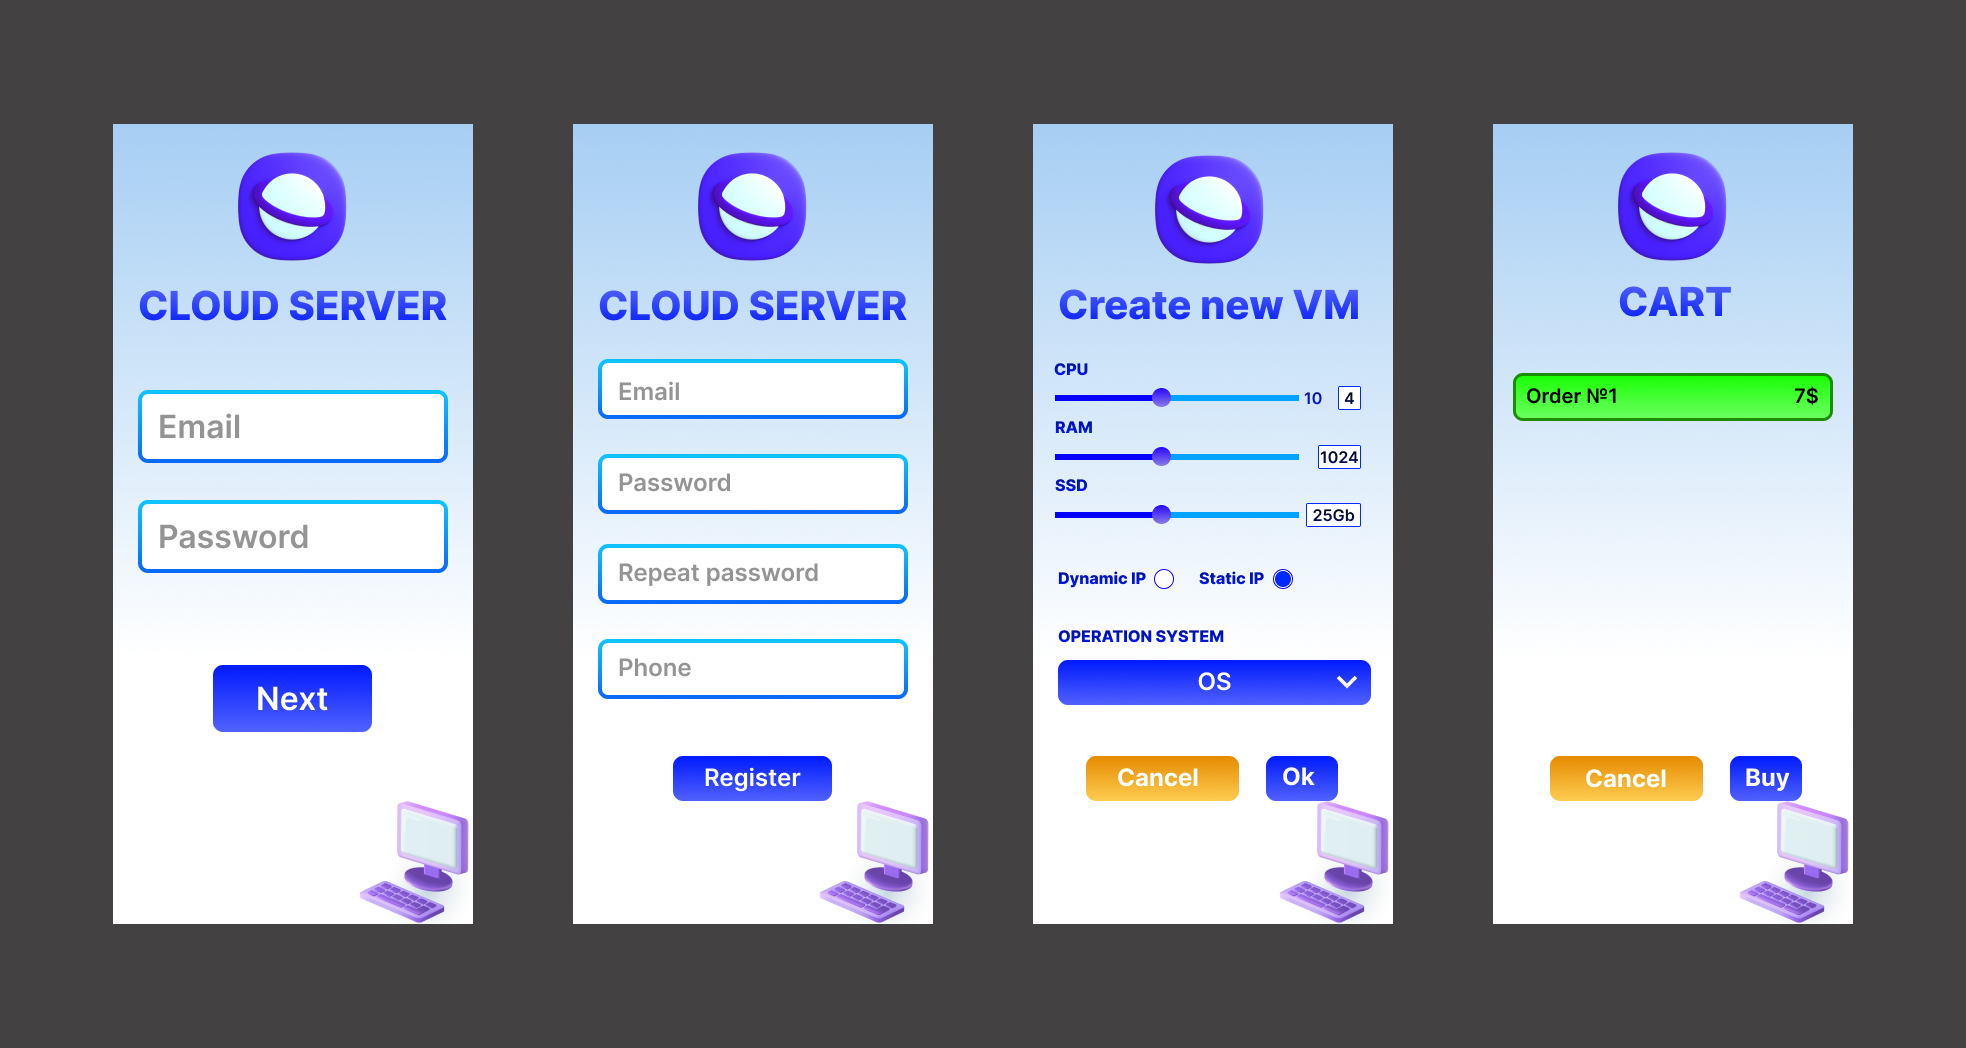 CLOUD SERVER
Email
Password
Next
CLOUD SERVER
Email
Password
Repeat password
Phone
Register
Create new VM
CPU
10 4
RAM
1024
SSD
25Gb
Dynamic IP Static IP
OPERATION SYSTEM
OS
Cancel Ok
CART
Order №1 7$
Cancel Buy